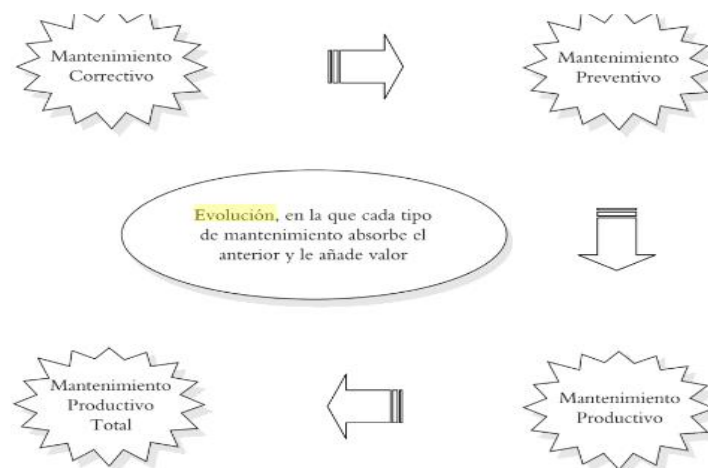 Mantenimiento
Correctivo
Mantenimiento
Preventivo
Evolución, en la que cada tipo
de mantenimiento absorbe el
anterior y le añade valor
Mantenimiento
Productivo
Total
Mantenimiento
Productivo